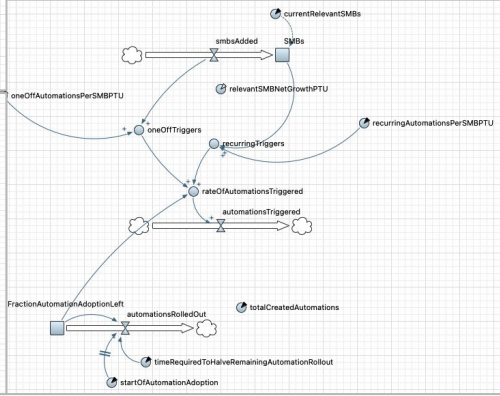 currentRelevantSMBs
smbsAdded
SMBs
oneOffAutomationsPerSMBPTU
relevantSMBNetGrowthPTU
recurringAutomationsPerSMBPTU
oneOffTriggers
recurringTriggers
rateOfAutomationsTriggered
automationsTriggered
FractionAutomationAdoptionLeft
automationsRolledOut
totalCreatedAutomations
timeRequiredToHalveRemainingAutomationRollout
startOfAutomationAdoption